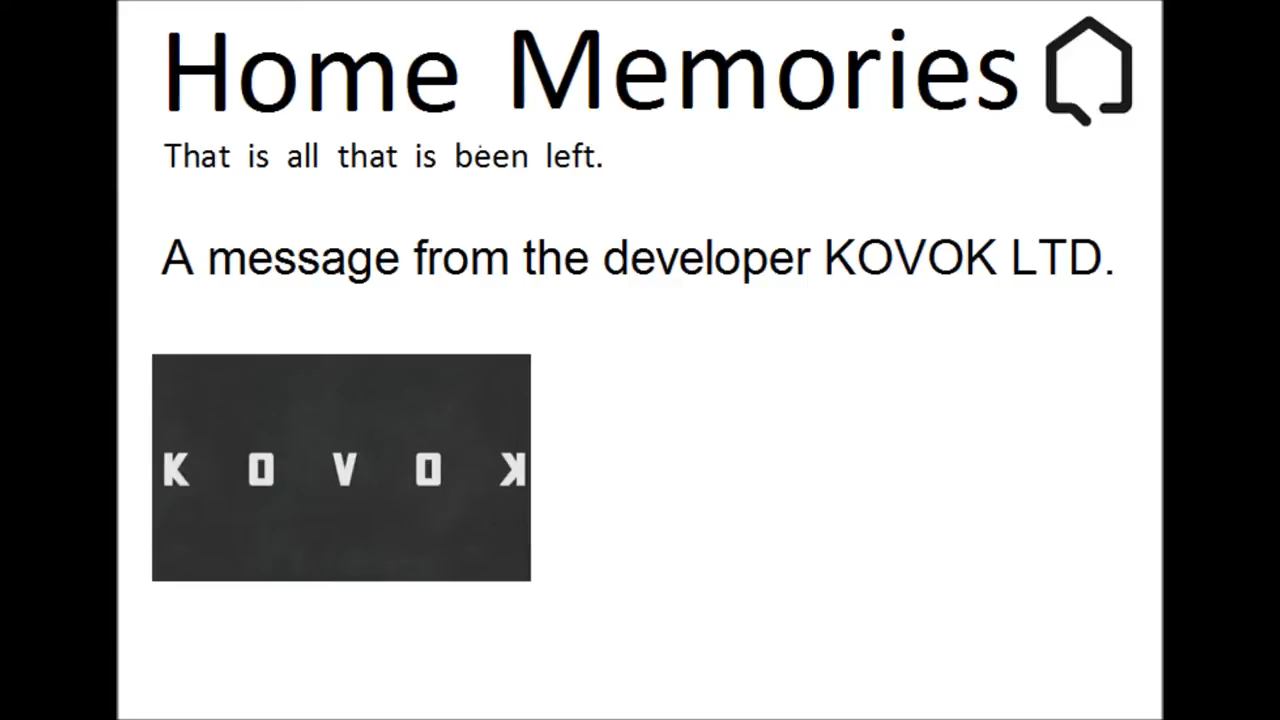 Home Memories
That is all that is been left.
A message from the developer KOVOK LTD.
K O V O K